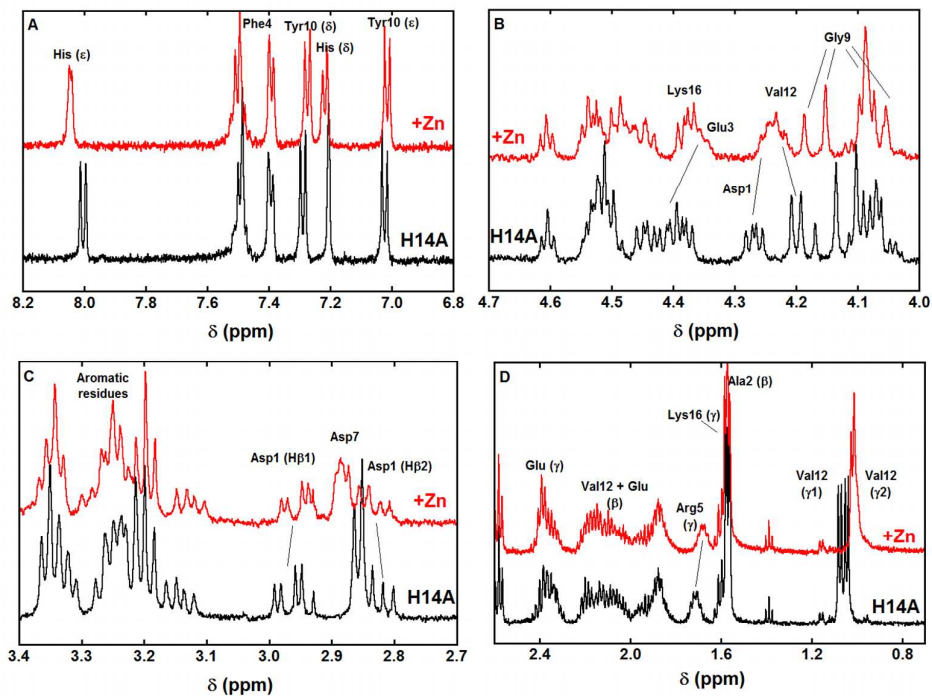 A
Phe4
Tyr10 (δ)
Tyr10 (ε)
His (ε)
His (δ)
+Zn
H14A
8.2 8.0 7.8 7.6 7.4 7.2 7.0 6.8
δ (ppm)
B
Gly9
Lys16
Val12
+Zn
Glu3
Asp1
H14A
4.7 4.6 4.5 4.4 4.3 4.2 4.1 4.0
δ (ppm)
C
Aromatic
residues
Asp7
Asp1 (Hβ1)
Asp1 (Hβ2)
+Zn
H14A
3.4 3.3 3.2 3.1 3.0 2.9 2.8 2.7
δ (ppm)
D
Ala2 (β)
Lys16 (γ)
Glu (γ)
Val12 + Glu
(β)
Arg5
(γ)
Val12
(γ1)
Val12
(γ2)
+Zn
H14A
2.4 2.0 1.6 1.2 0.8
δ (ppm)